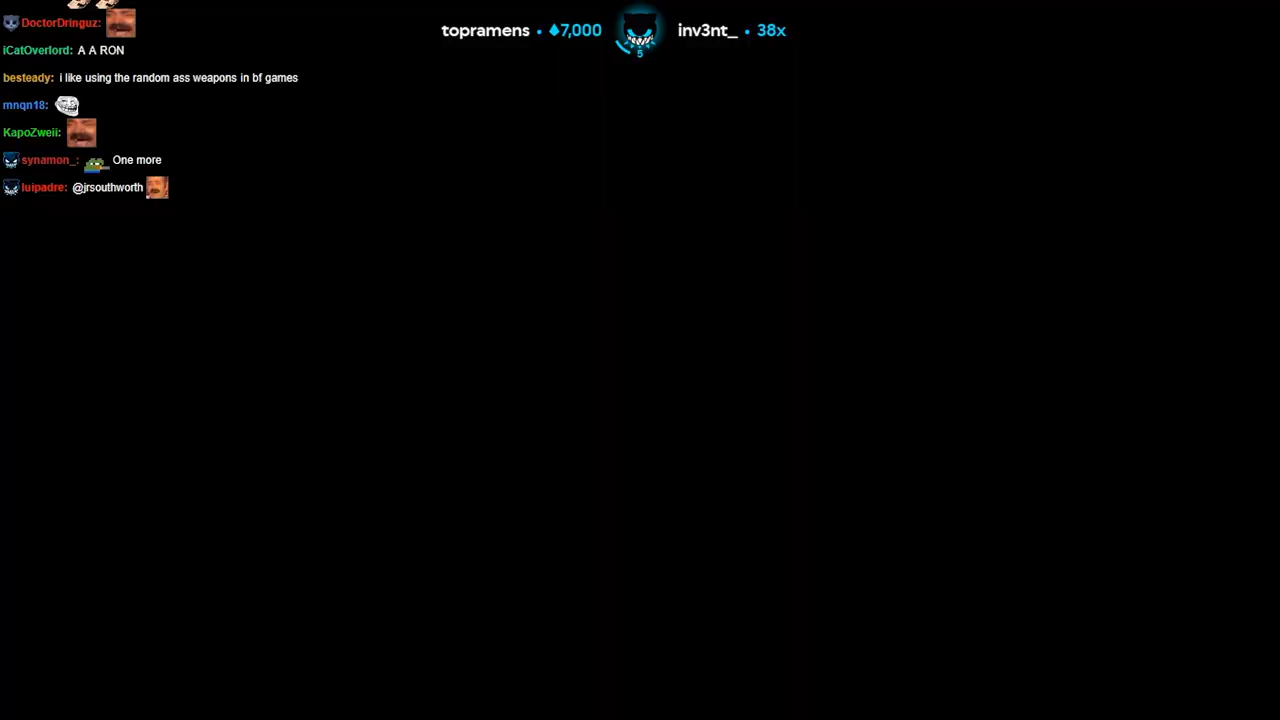 topramens • 7,000 5 inv3nt_ • 38x
DoctorDringuz:
iCatOverlord: A A RON
besteady: i like using the random ass weapons in bf games
mnqn18:
KapoZweii:
synamon_: One more
luipadre: @jrsouthworth